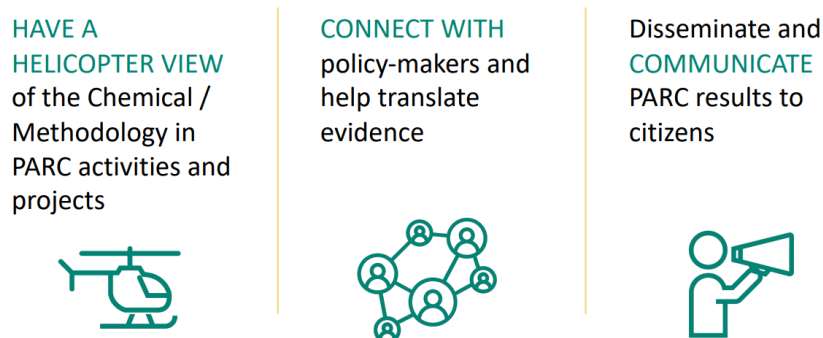 HAVE A
HELICOPTER VIEW
of the Chemical /
Methodology in
PARC activities and
projects
CONNECT WITH
policy-makers and
help translate
evidence
Disseminate and
COMMUNICATE
PARC results to
citizens